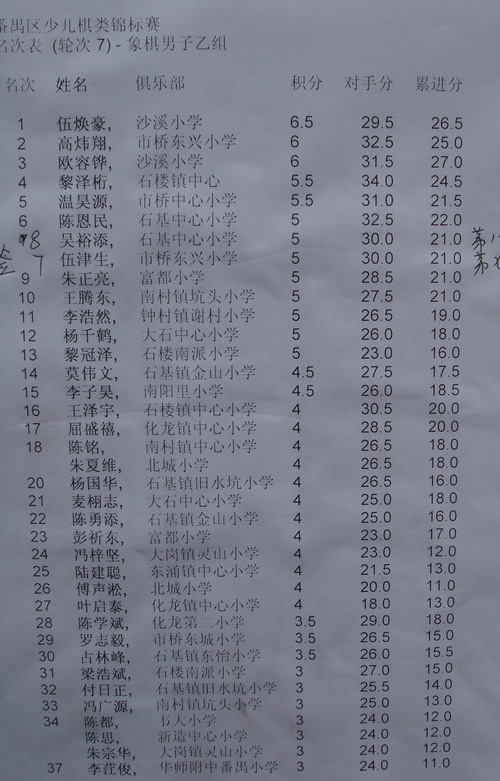 番禺区少儿棋类锦标赛
名次表 (轮次 7) - 象棋男子乙组
名次 姓名 俱乐部 积分 对手分 累进分
1 伍焕豪, 沙溪小学 6.5 29.5 26.5
2 高炜翔, 市桥东兴小学 6 32.5 25.0
3 欧容铧, 沙溪小学 6 31.5 27.0
4 黎泽桁, 石楼镇中心 5.5 34.0 24.5
5 温昊源, 市桥中心小学 5.5 31.0 21.5
6 陈恩民, 石基中心小学 5 32.5 22.0
8 吴裕添, 石基中心小学 5 30.0 21.0 第
7 伍津生, 市桥东兴小学 5 30.0 21.0 第
9 朱正亮, 富都小学 5 28.5 21.0
10 王腾东, 南村镇坑头小学 5 27.5 21.0
11 李浩然, 钟村镇谢村小学 5 26.5 19.0
12 杨千鹤, 大石中心小学 5 26.0 18.0
13 黎冠泽, 石楼南派小学 5 23.0 16.0
14 莫伟文, 石基镇金山小学 4.5 27.5 17.5
15 李子昊, 南阳里小学 4.5 26.0 18.5
16 王泽宇, 石楼镇中心小学 4 30.5 20.0
17 屈盛禧, 化龙镇中心小学 4 28.5 20.0
18 陈铭, 南村镇中心小学 4 26.5 18.0
朱夏维, 北城小学 4 26.5 18.0
20 杨国华, 石基镇旧水坑小学 4 26.5 16.0
21 麦栩志, 大石中心小学 4 25.0 18.0
22 陈勇添, 石基镇金山小学 4 25.0 16.0
23 彭祈东, 富都小学 4 23.0 17.0
24 冯梓坚, 大岗镇灵山小学 4 23.0 12.0
25 陆建聪, 东涌镇中心小学 4 21.5 13.0
26 傅声淞, 北城小学 4 20.0 11.0
27 叶启泰, 化龙镇中心小学 4 18.0 13.0
28 陈学斌, 化龙第二小学 3.5 29.0 18.0
29 罗志毅, 市桥东城小学 3.5 26.5 15.0
30 占林峰, 石基镇东怡小学 3.5 26.0 15.5
31 梁浩斌, 石楼南派小学 3 27.0 15.0
32 付日正, 石基镇旧水坑小学 3 25.5 14.0
33 冯广源, 南村镇坑头小学 3 25.0 13.0
34 陈都, 韦大小学 3 24.0 12.0
陈思, 新造中心小学 3 24.0 12.0
朱宗华, 大岗镇灵山小学 3 24.0 12.0
37 李茳俊, 华师附中番禺小学 3 24.0 11.0